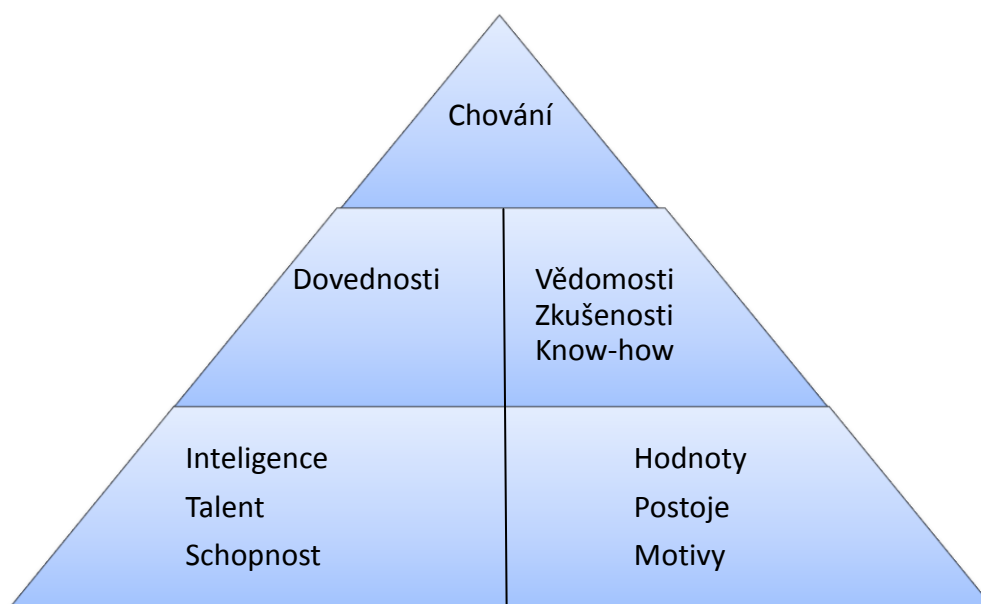 Chování
Dovednosti
Vědomosti
Zkušenosti
Know-how
Inteligence
Talent
Schopnost
Hodnoty
Postoje
Motivy